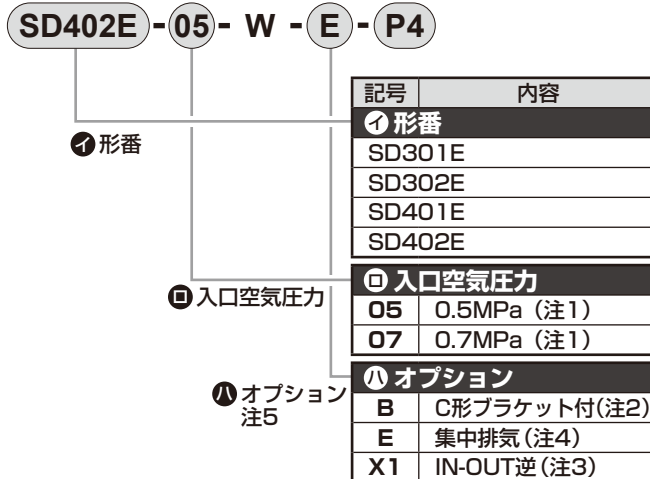 SD402E-05-W-E-P4
記号 内容
イ 形番
イ 形番
SD301E
SD302E
SD401E
SD402E
ロ 入口空気圧力
ロ 入口空気圧力
05 0.5MPa（注1）
07 0.7MPa（注1）
ハ オプション
注5
ハ オプション
B C形ブラケット付(注2)
E 集中排気(注4)
X1 IN-OUT逆(注3)